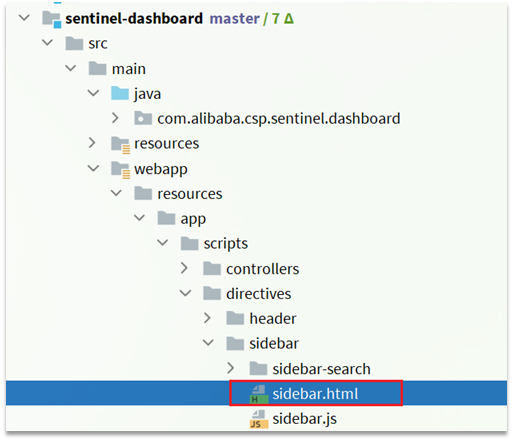 sentinel-dashboard master / 7 Δ
src
main
java
com.alibaba.csp.sentinel.dashboard
resources
webapp
resources
app
scripts
controllers
directives
header
sidebar
sidebar-search
H
sidebar.html
JS
sidebar.js